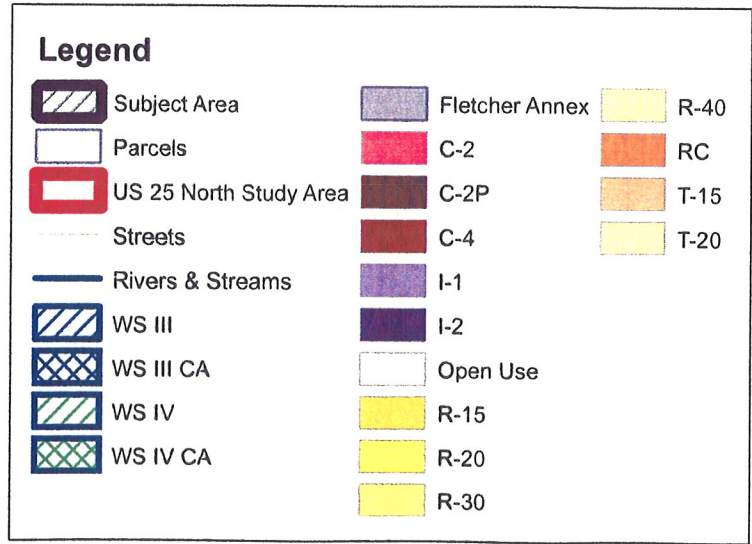 Legend
Subject Area
Parcels
US 25 North Study Area
Streets
Rivers & Streams
WS III
WS III CA
WS IV
WS IV CA
Fletcher Annex
C-2
C-2P
C-4
I-1
I-2
Open Use
R-15
R-20
R-30
R-40
RC
T-15
T-20